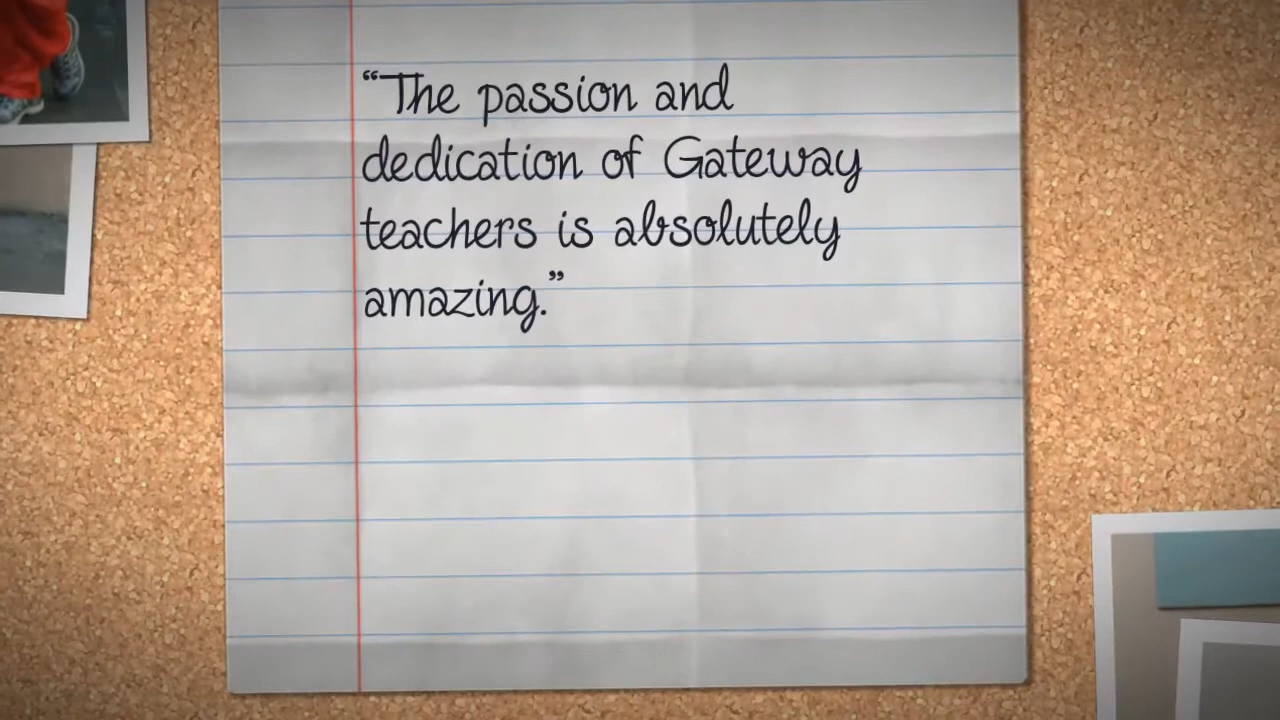 “The passion and
dedication of Gateway
teachers is absolutely
amazing.”